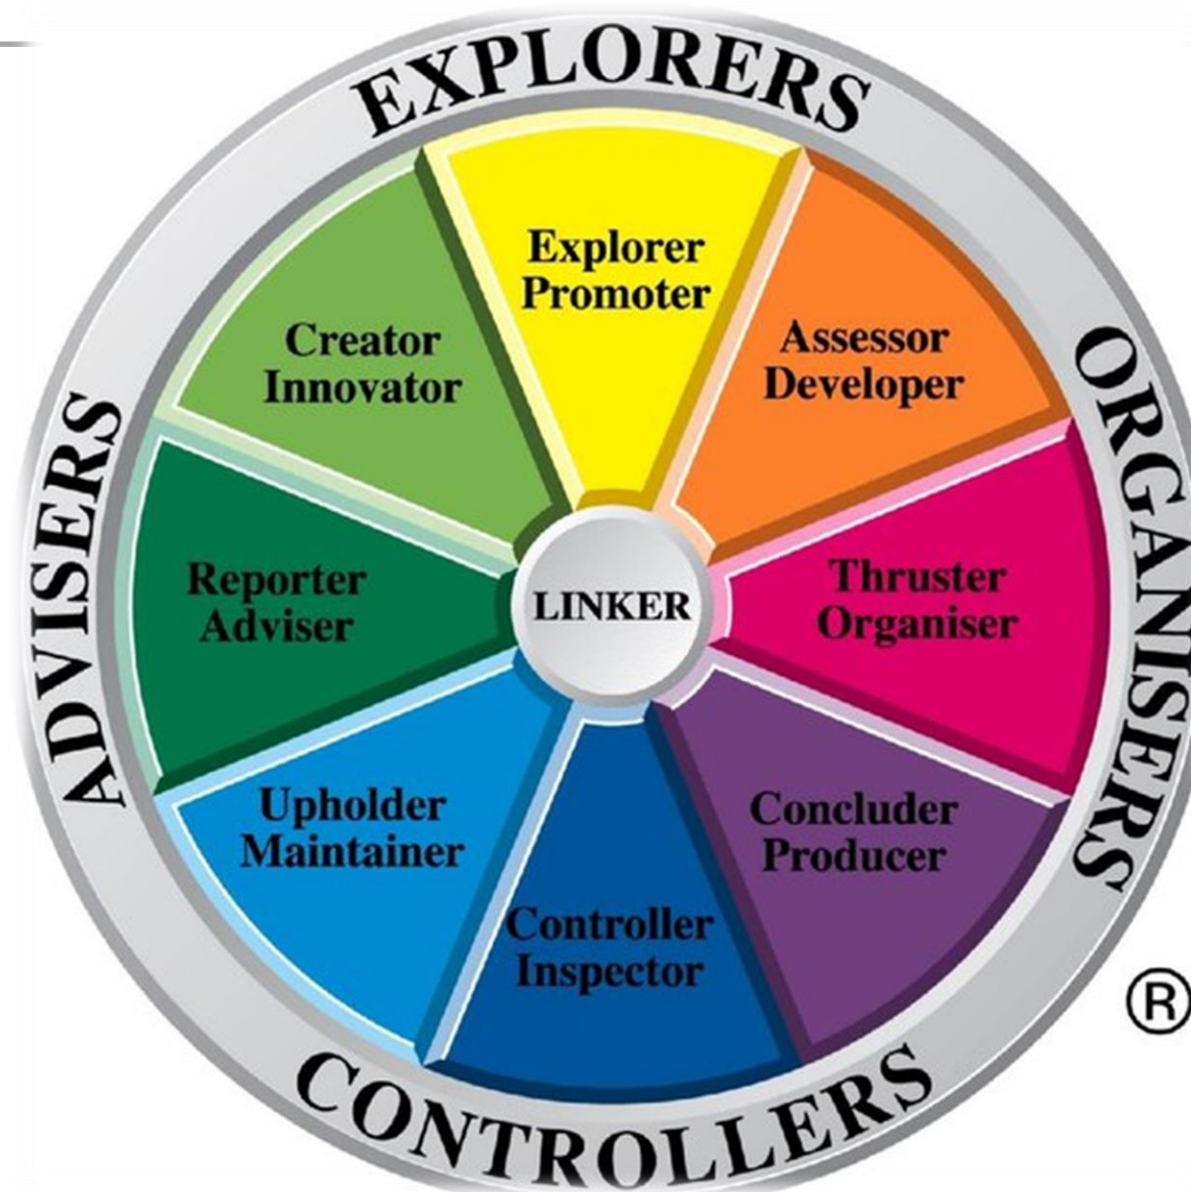 EXPLORERS
Explorer
Promoter
Creator
Innovator
Assessor
Developer
ADVISERS
ORGANISERS
Reporter
Adviser
LINKER
Thruster
Organiser
Upholder
Maintainer
Concluder
Producer
Controller
Inspector
®
CONTROLLERS